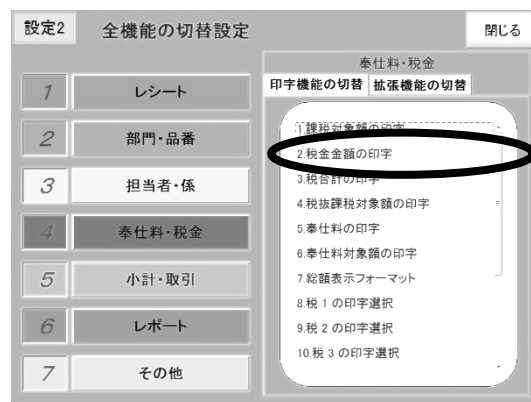 設定2
全機能の切替設定
閉じる
奉仕料・税金
印字機能の切替
拡張機能の切替
1
レシート
2
部門・品番
3
担当者・係
4
奉仕料・税金
5
小計・取引
6
レポート
7
その他
1.課税対象額の印字
2.税金金額の印字
3.税合計の印字
4.税抜課税対象額の印字
5.奉仕料の印字
6.奉仕料対象額の印字
7.総額表示フォーマット
8.税 1 の印字選択
9.税 2 の印字選択
10.税 3 の印字選択